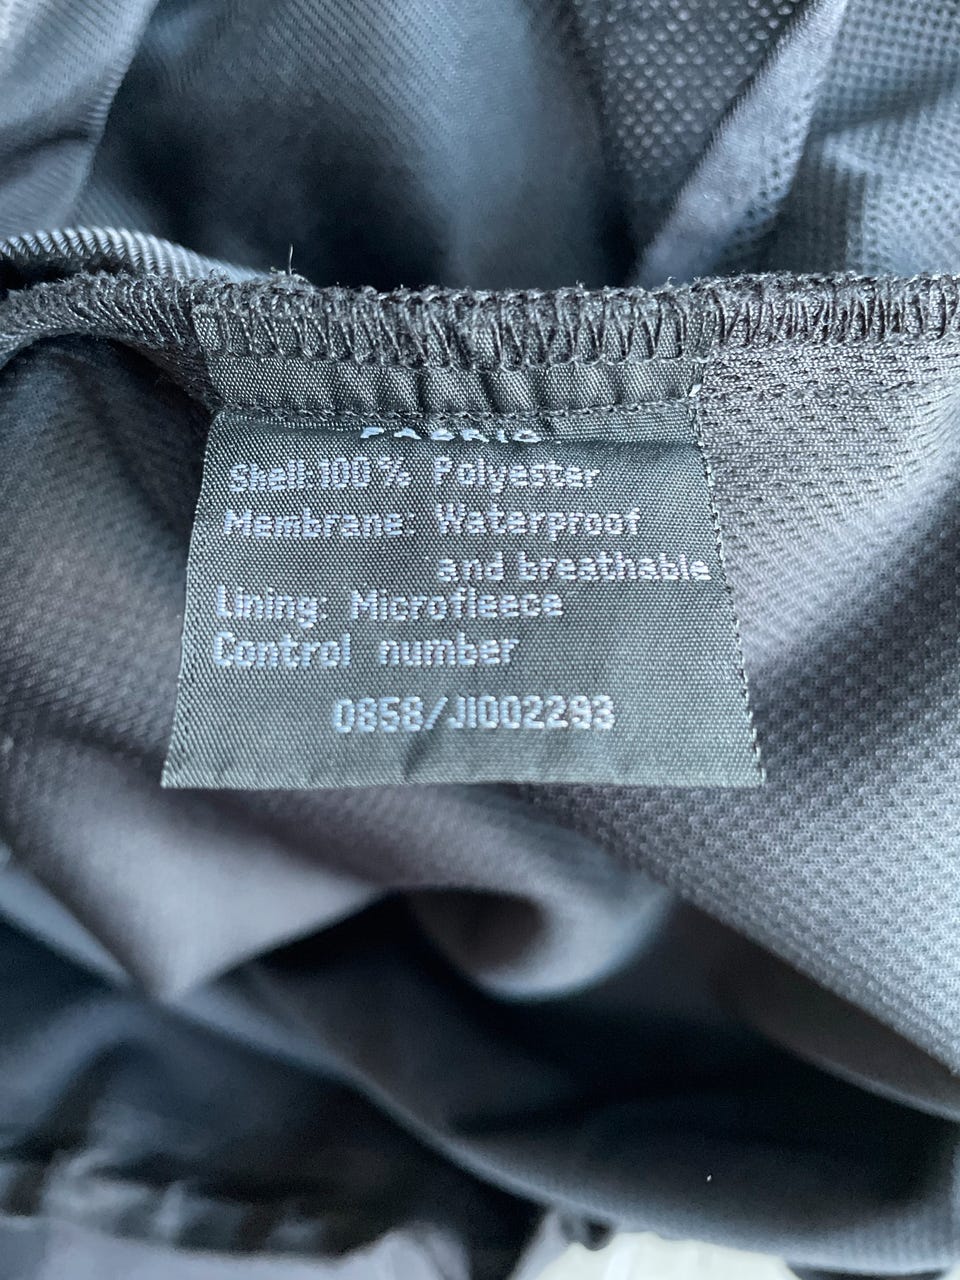 FABRIC
Shell:100% Polyester
Membrane: Waterproof
and breathable
Lining: Microfleece
Control number
0858/JI002293